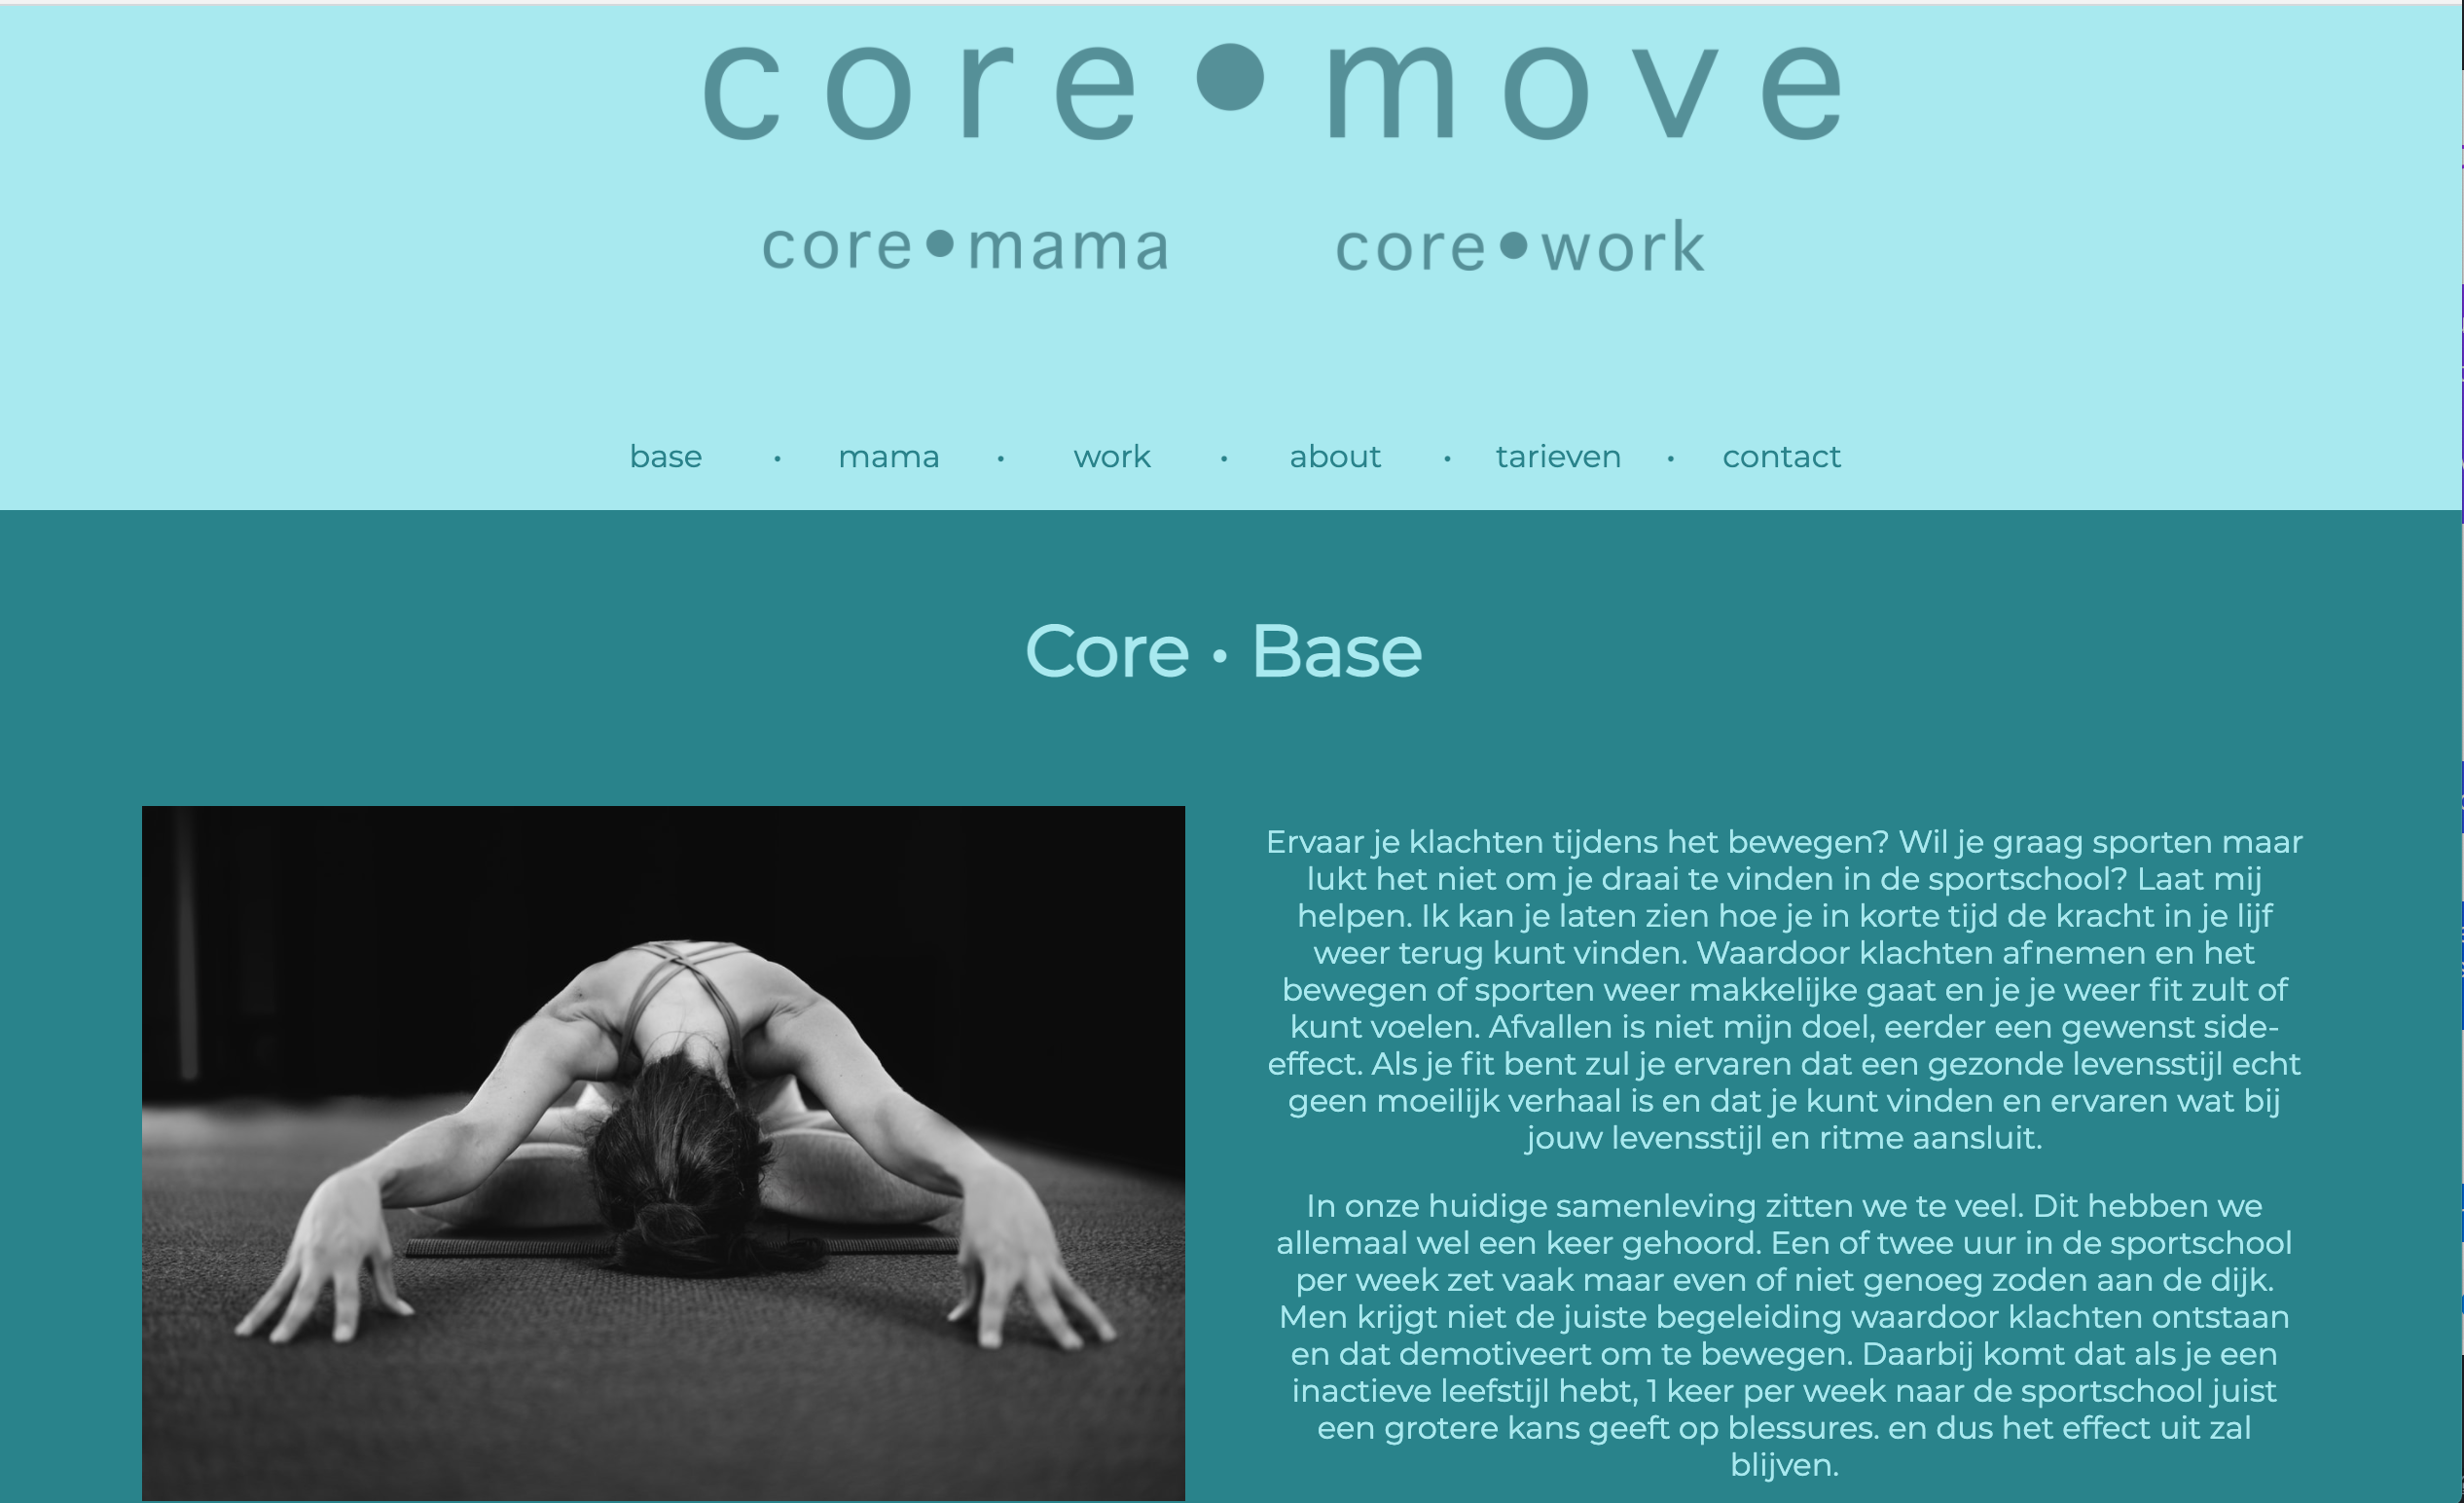 core•move
core•mama core•work
base • mama • work • about • tarieven • contact
Core • Base
Ervaar je klachten tijdens het bewegen? Wil je graag sporten maar
lukt het niet om je draai te vinden in de sportschool? Laat mij
helpen. Ik kan je laten zien hoe je in korte tijd de kracht in je lijf
weer terug kunt vinden. Waardoor klachten afnemen en het
bewegen of sporten weer makkelijke gaat en je je weer fit zult of
kunt voelen. Afvallen is niet mijn doel, eerder een gewenst side-
effect. Als je fit bent zul je ervaren dat een gezonde levensstijl echt
geen moeilijk verhaal is en dat je kunt vinden en ervaren wat bij
jouw levensstijl en ritme aansluit.
In onze huidige samenleving zitten we te veel. Dit hebben we
allemaal wel een keer gehoord. Een of twee uur in de sportschool
per week zet vaak maar even of niet genoeg zoden aan de dijk.
Men krijgt niet de juiste begeleiding waardoor klachten ontstaan
en dat demotiveert om te bewegen. Daarbij komt dat als je een
inactieve leefstijl hebt, 1 keer per week naar de sportschool juist
een grotere kans geeft op blessures. en dus het effect uit zal
blijven.